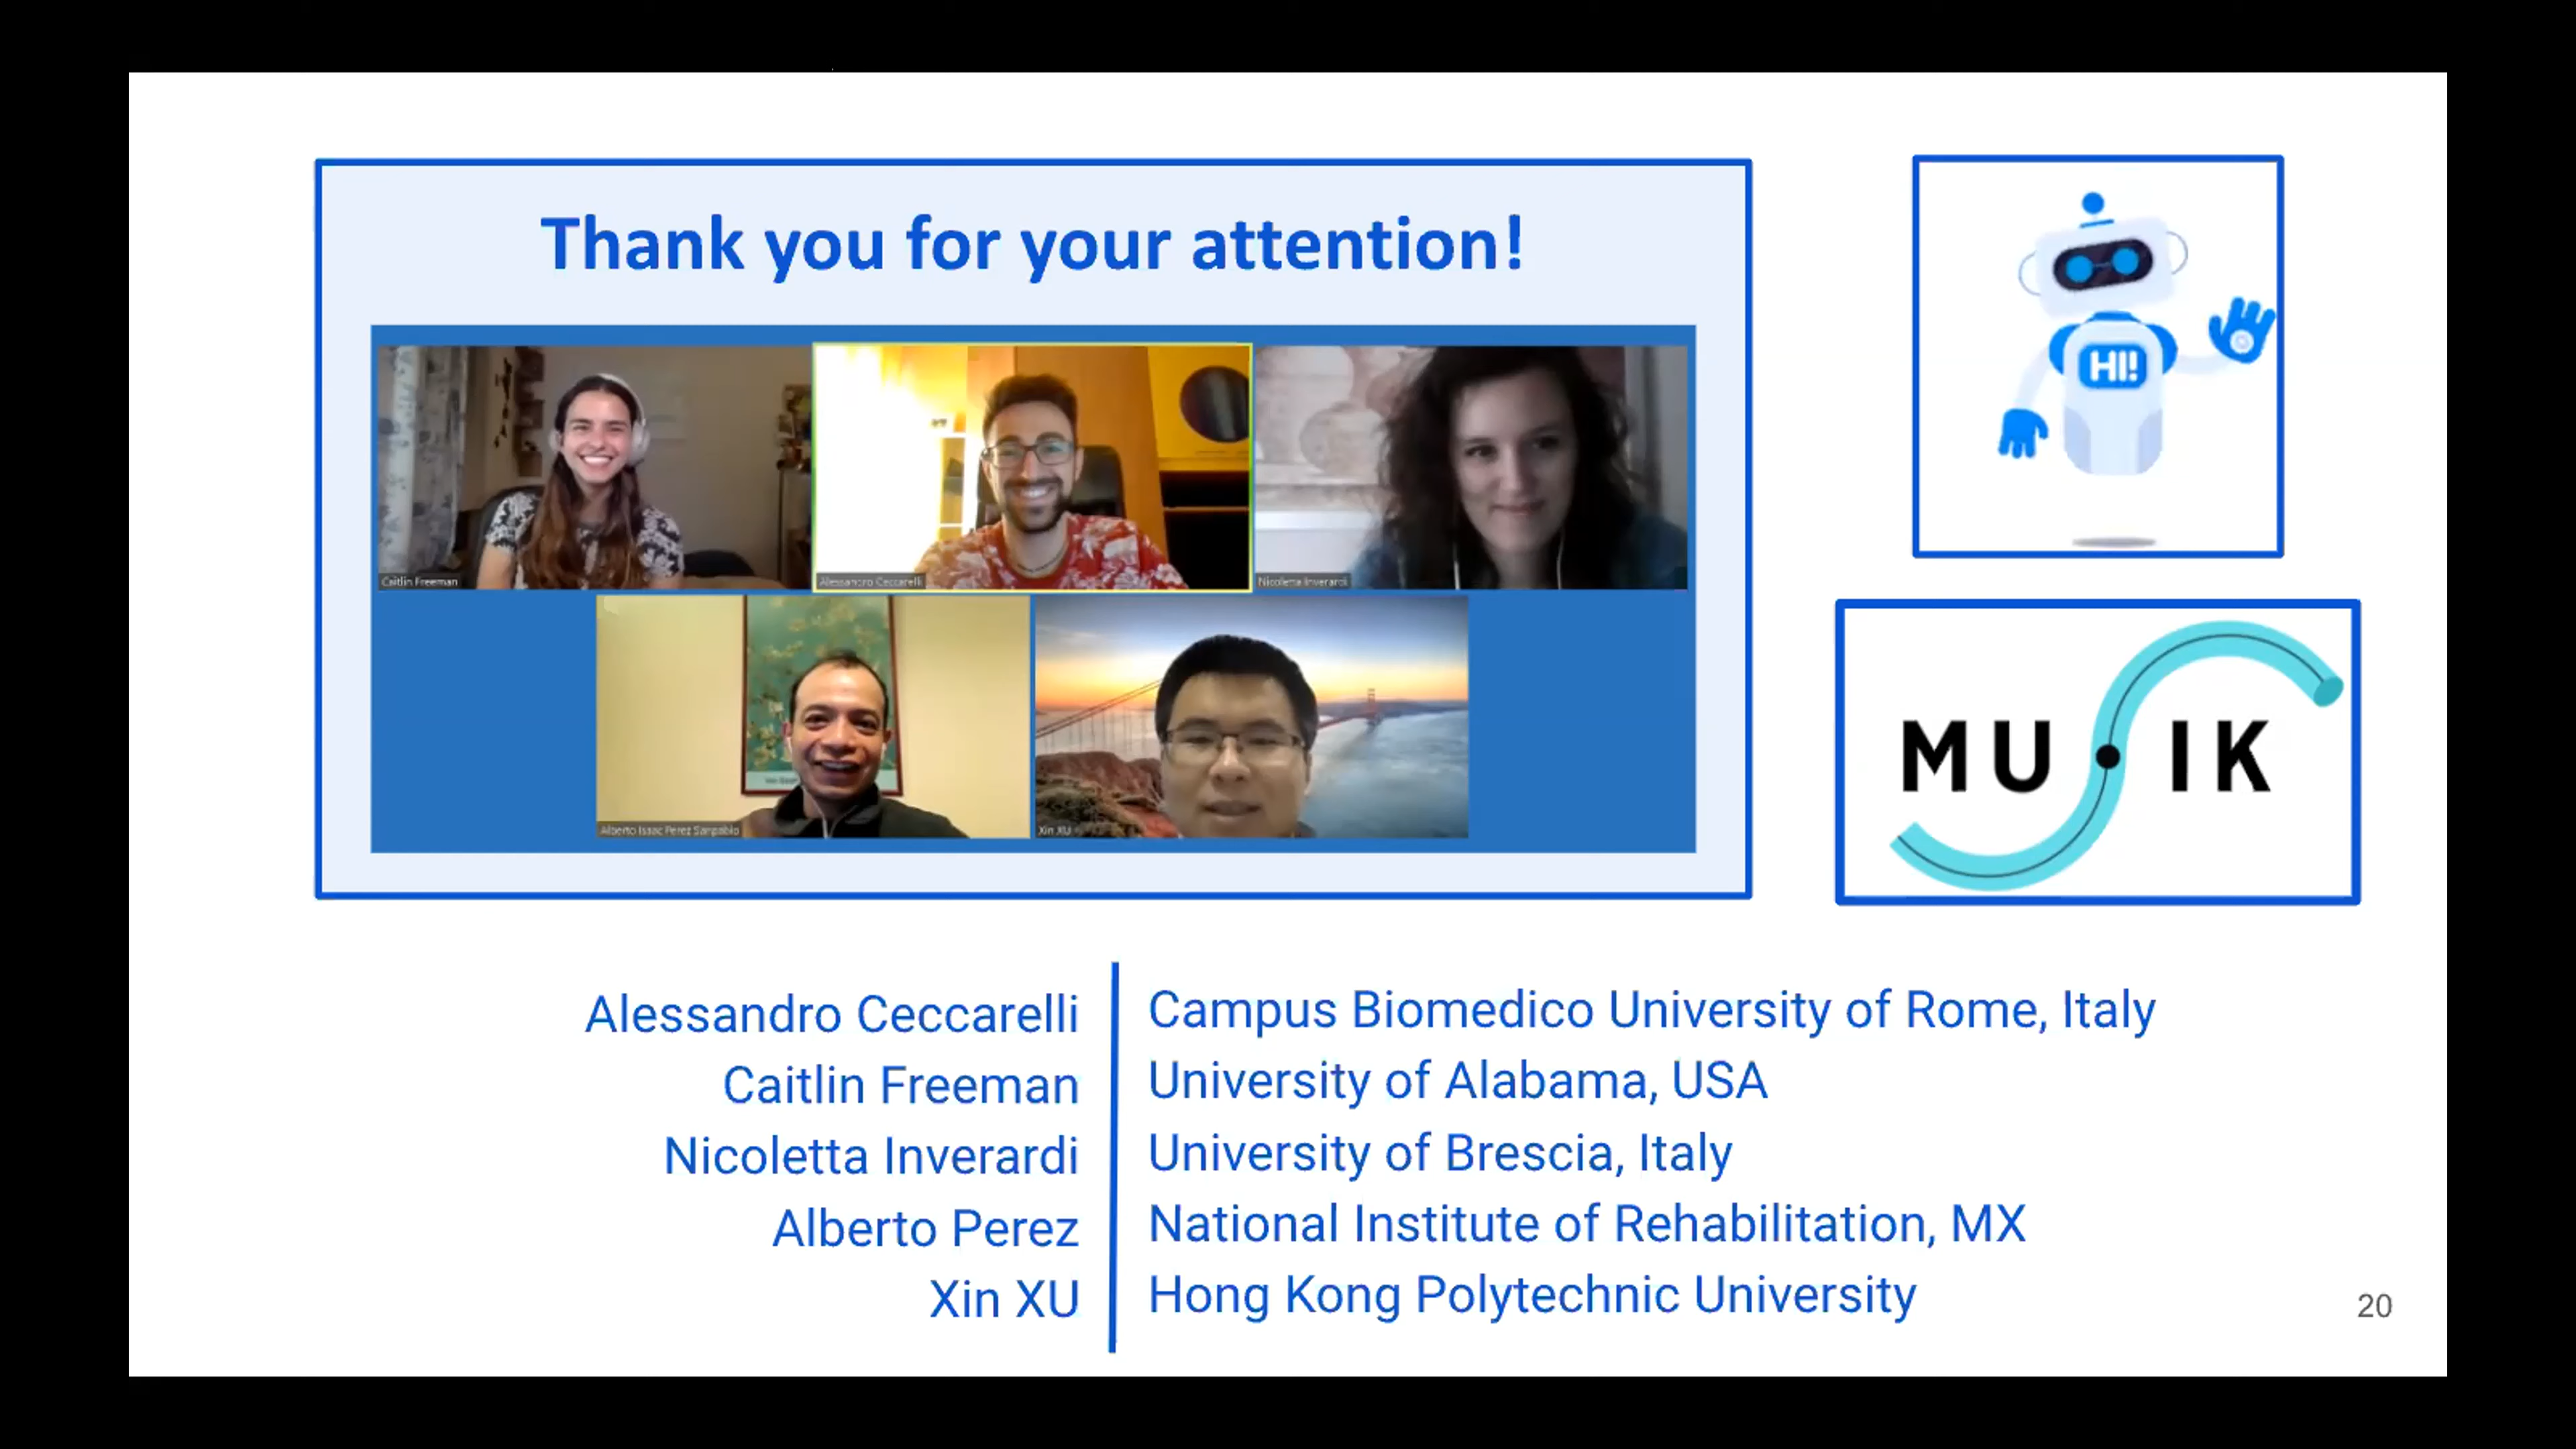 Thank you for your attention!
Caitlin Freeman
Alessandro Ceccarelli
Nicoletta Inverardi
Alberto Isaac Perez Sanpablo
Xin XU
HI!
MUSIK
Alessandro Ceccarelli
Campus Biomedico University of Rome, Italy
Caitlin Freeman
University of Alabama, USA
Nicoletta Inverardi
University of Brescia, Italy
Alberto Perez
National Institute of Rehabilitation, MX
Xin XU
Hong Kong Polytechnic University
20